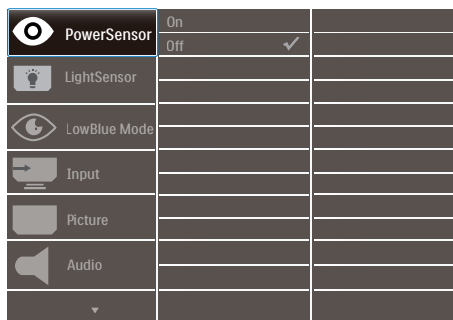 PowerSensor
On
Off
LightSensor
LowBlue Mode
Input
Picture
Audio